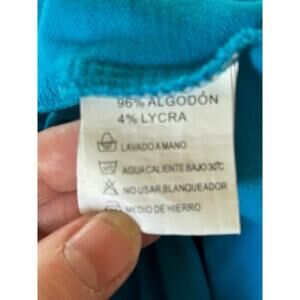 96% ALGODÓN
4% LYCRA
LAVADO A MANO
AGUA CALIENTE BAJO 30℃
NO USAR BLANQUEADOR
MEDIO DE HIERRO